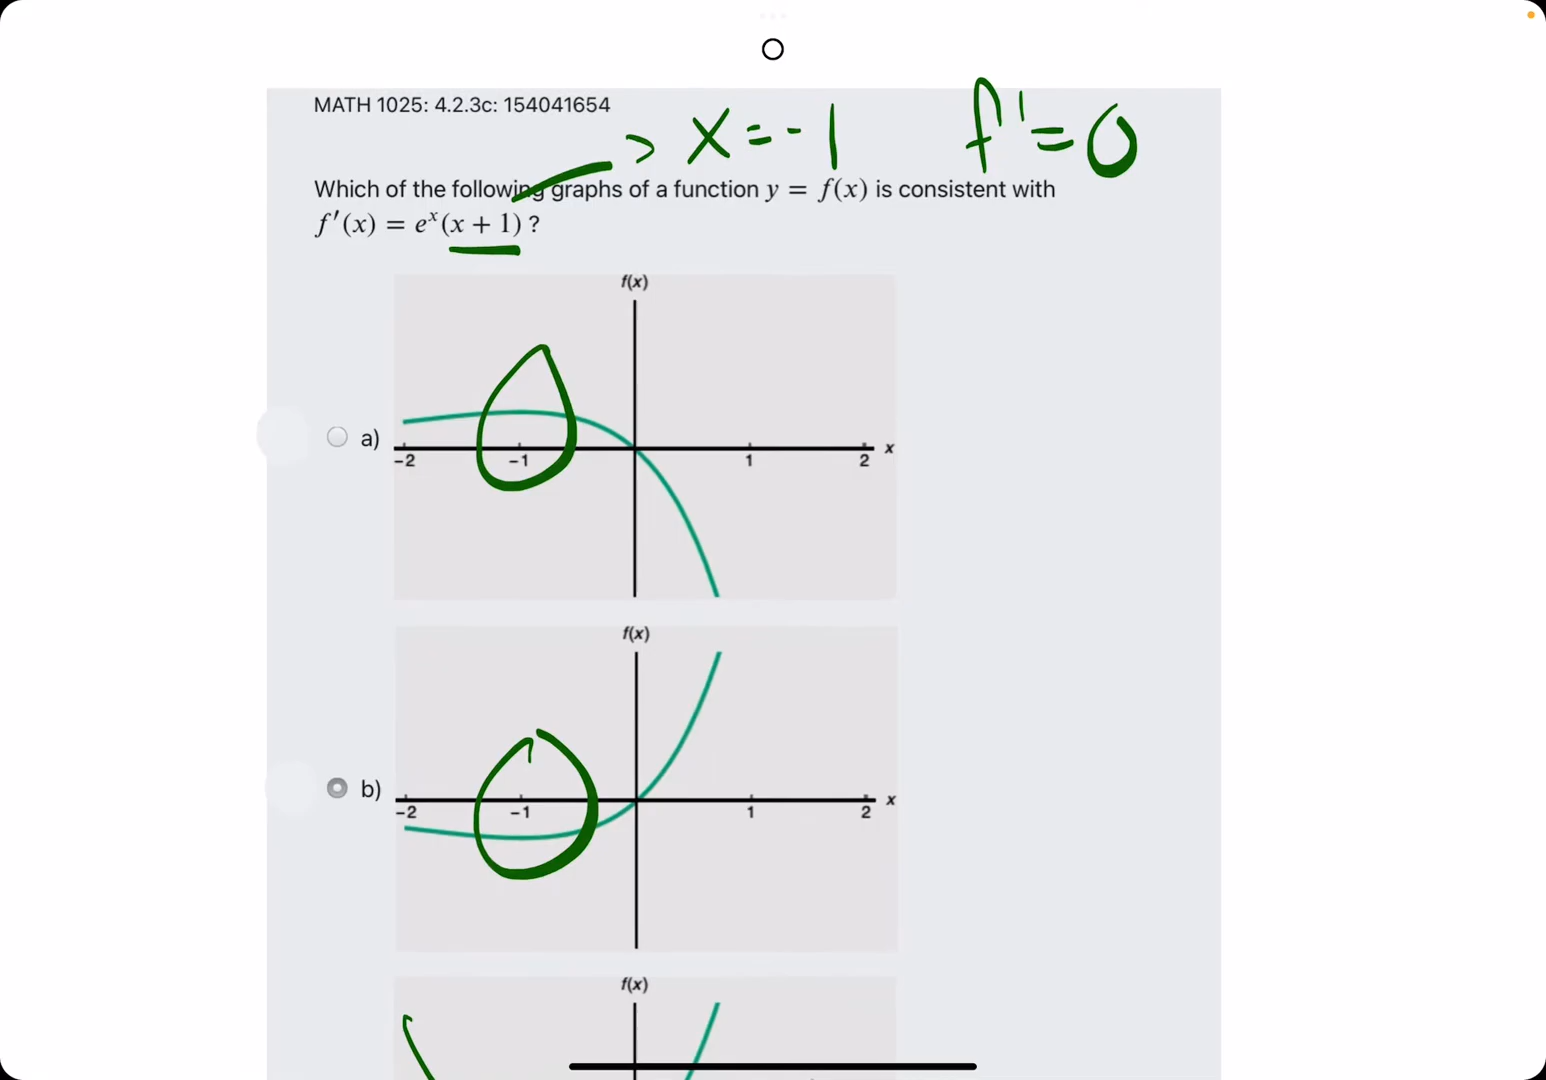 MATH 1025: 4.2.3c: 154041654
x = -1 f' = 0
Which of the following graphs of a function y = f(x) is consistent with
f′(x) = eˣ(x + 1) ?
f(x)
a)
x
−2 −1 1 2
f(x)
b)
x
−2 −1 1 2
f(x)